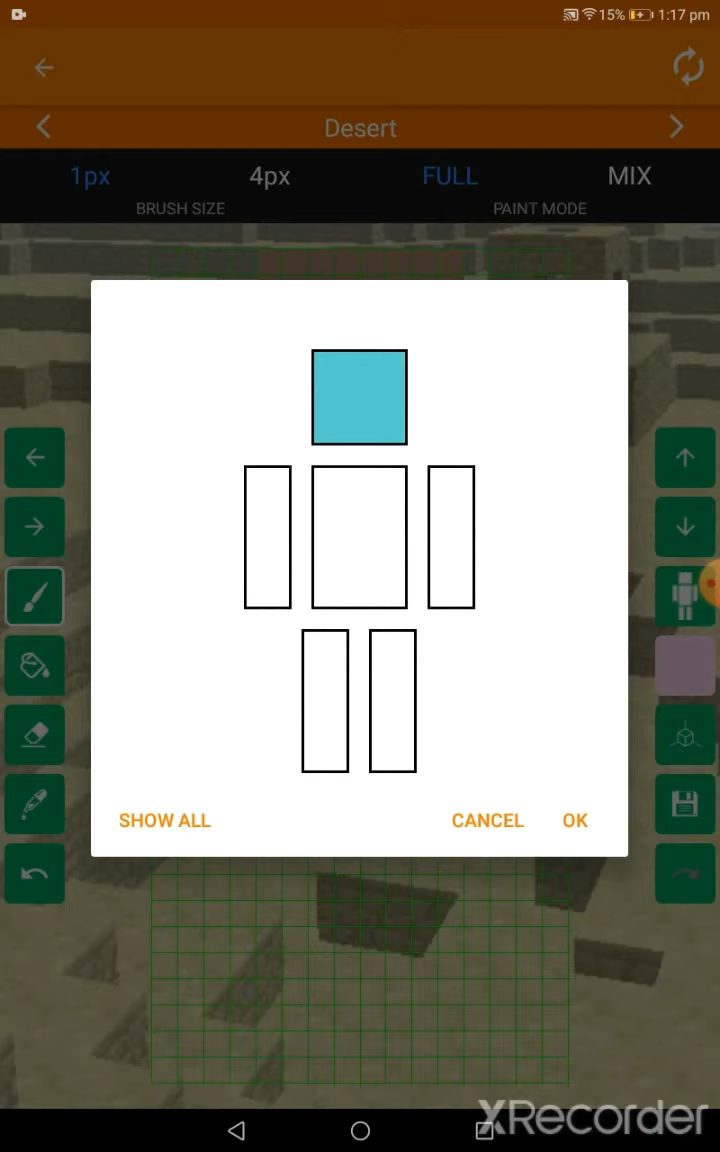 15% 1:17 pm
Desert
1px 4px FULL MIX
BRUSH SIZE PAINT MODE
SHOW ALL CANCEL OK
XRecorder